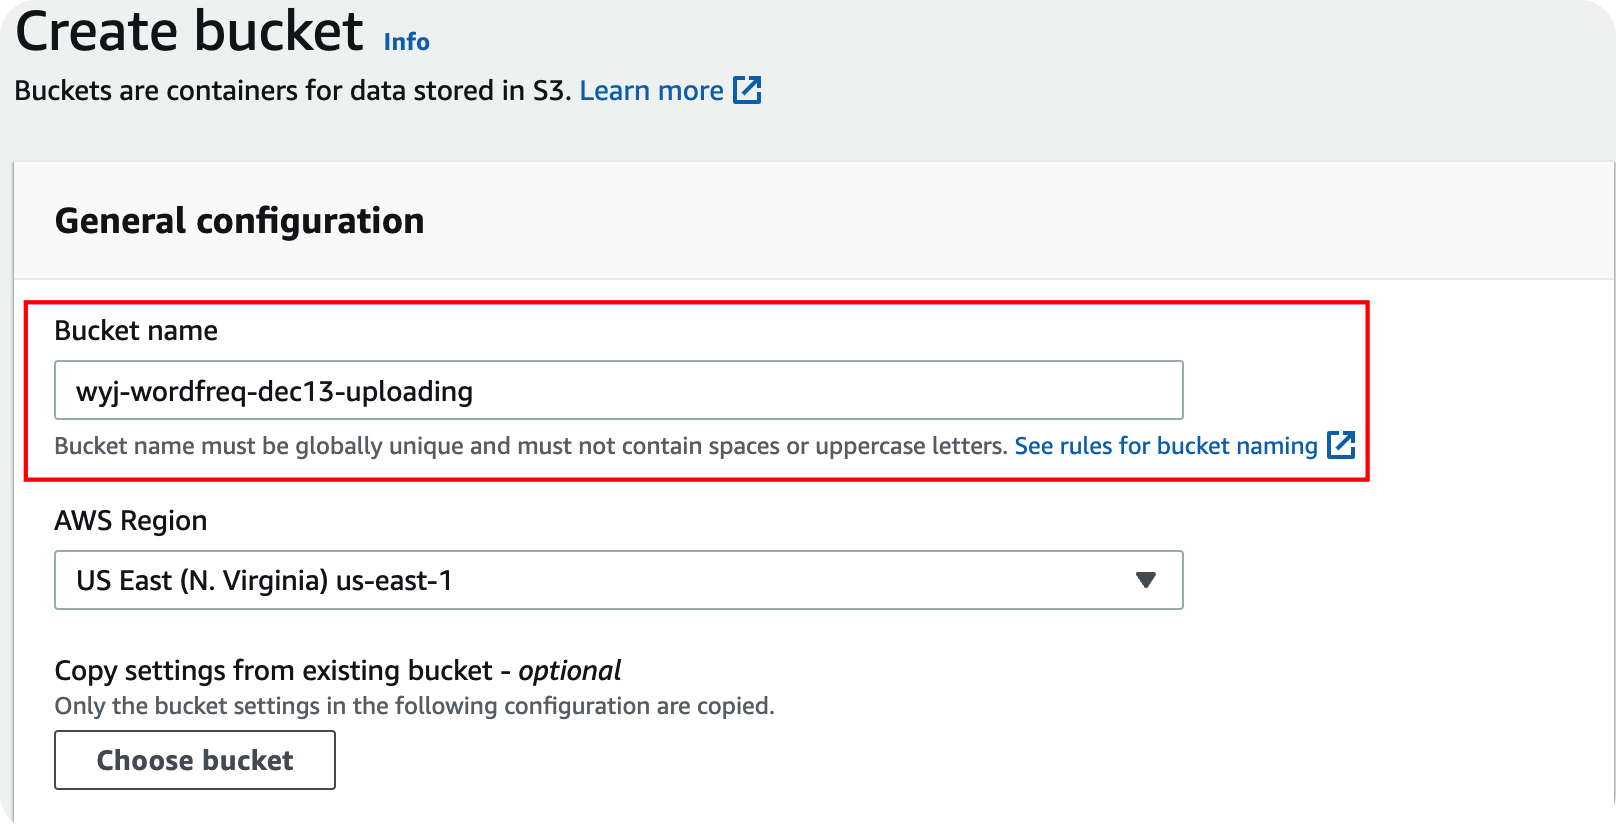 Create bucket Info
Buckets are containers for data stored in S3. Learn more
General configuration
Bucket name
wyj-wordfreq-dec13-uploading
Bucket name must be globally unique and must not contain spaces or uppercase letters. See rules for bucket naming
AWS Region
US East (N. Virginia) us-east-1
Copy settings from existing bucket - optional
Only the bucket settings in the following configuration are copied.
Choose bucket